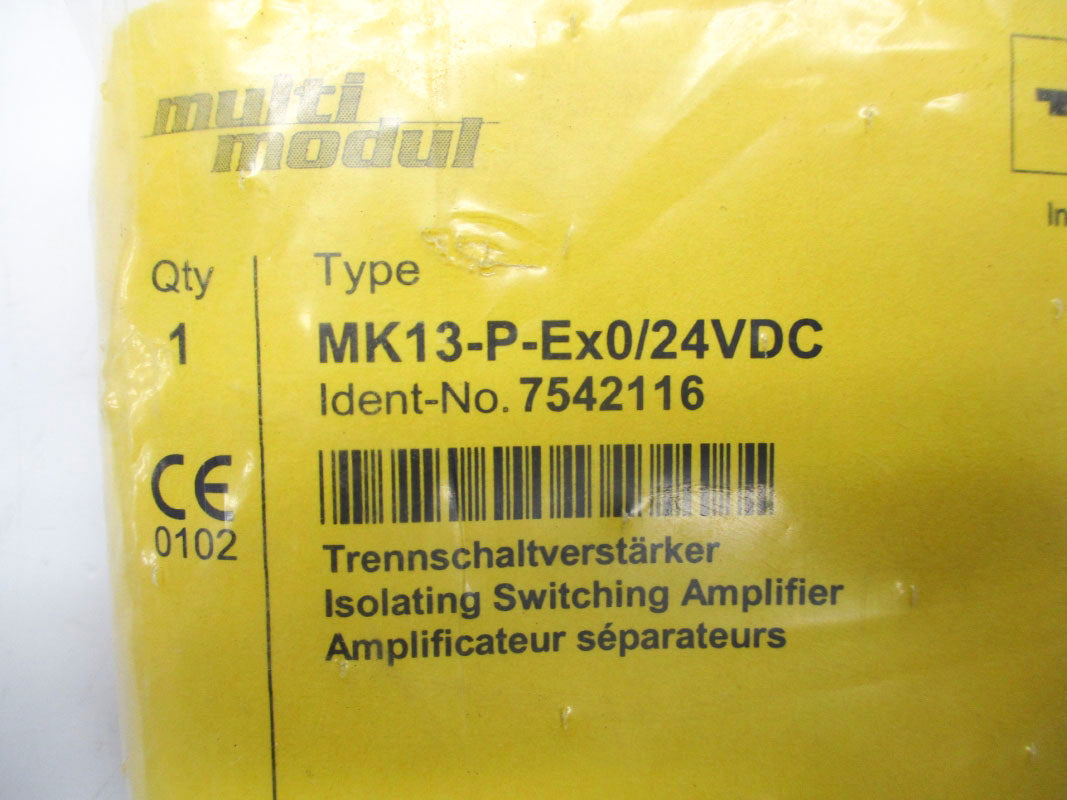 multi
modul
In
Qty
Type
1
MK13-P-Ex0/24VDC
Ident-No. 7542116
CE
0102
Trennschaltverstärker
Isolating Switching Amplifier
Amplificateur séparateurs